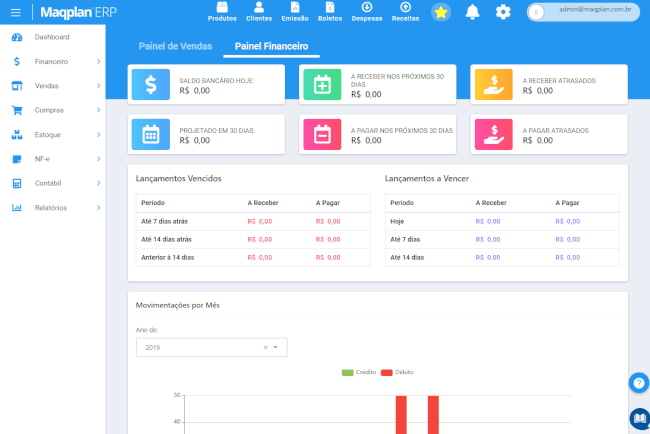 Maqplan ERP
Produtos
Clientes
Emissão
Boletos
Despesas
Receitas
E
admin@maqplan.com.br
Dashboard
Financeiro
Vendas
Compras
Estoque
NF-e
Contábil
Relatórios
Painel de Vendas
Painel Financeiro
SALDO BANCÁRIO HOJE:
R$ 0,00
A RECEBER NOS PRÓXIMOS 30
DIAS
R$ 0,00
A RECEBER ATRASADOS:
R$ 0,00
PROJETADO EM 30 DIAS:
R$ 0,00
A PAGAR NOS PRÓXIMOS 30 DIAS
R$ 0,00
A PAGAR ATRASADOS
R$ 0,00
Lançamentos Vencidos
Período A Receber A Pagar
Até 7 dias atrás R$ 0,00 R$ 0,00
Até 14 dias atrás R$ 0,00 R$ 0,00
Anterior à 14 dias R$ 0,00 R$ 0,00
Lançamentos a Vencer
Período A Receber A Pagar
Hoje R$ 0,00 R$ 0,00
Até 7 dias R$ 0,00 R$ 0,00
Até 14 dias R$ 0,00 R$ 0,00
Movimentações por Mês
Ano de:
2019
Crédito Débito
50
40